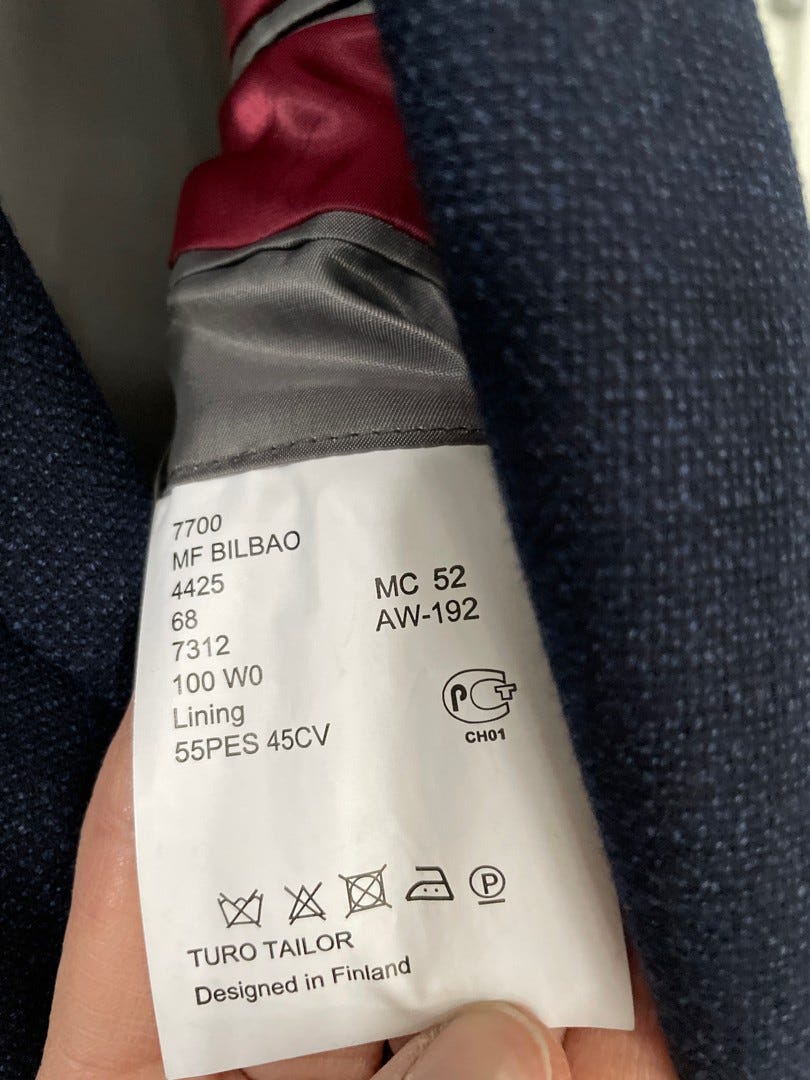 7700
MF BILBAO
4425
68
7312
100 W0
Lining
55PES 45CV
MC 52
AW-192
РСТ
CH01
P
TURO TAILOR
Designed in Finland